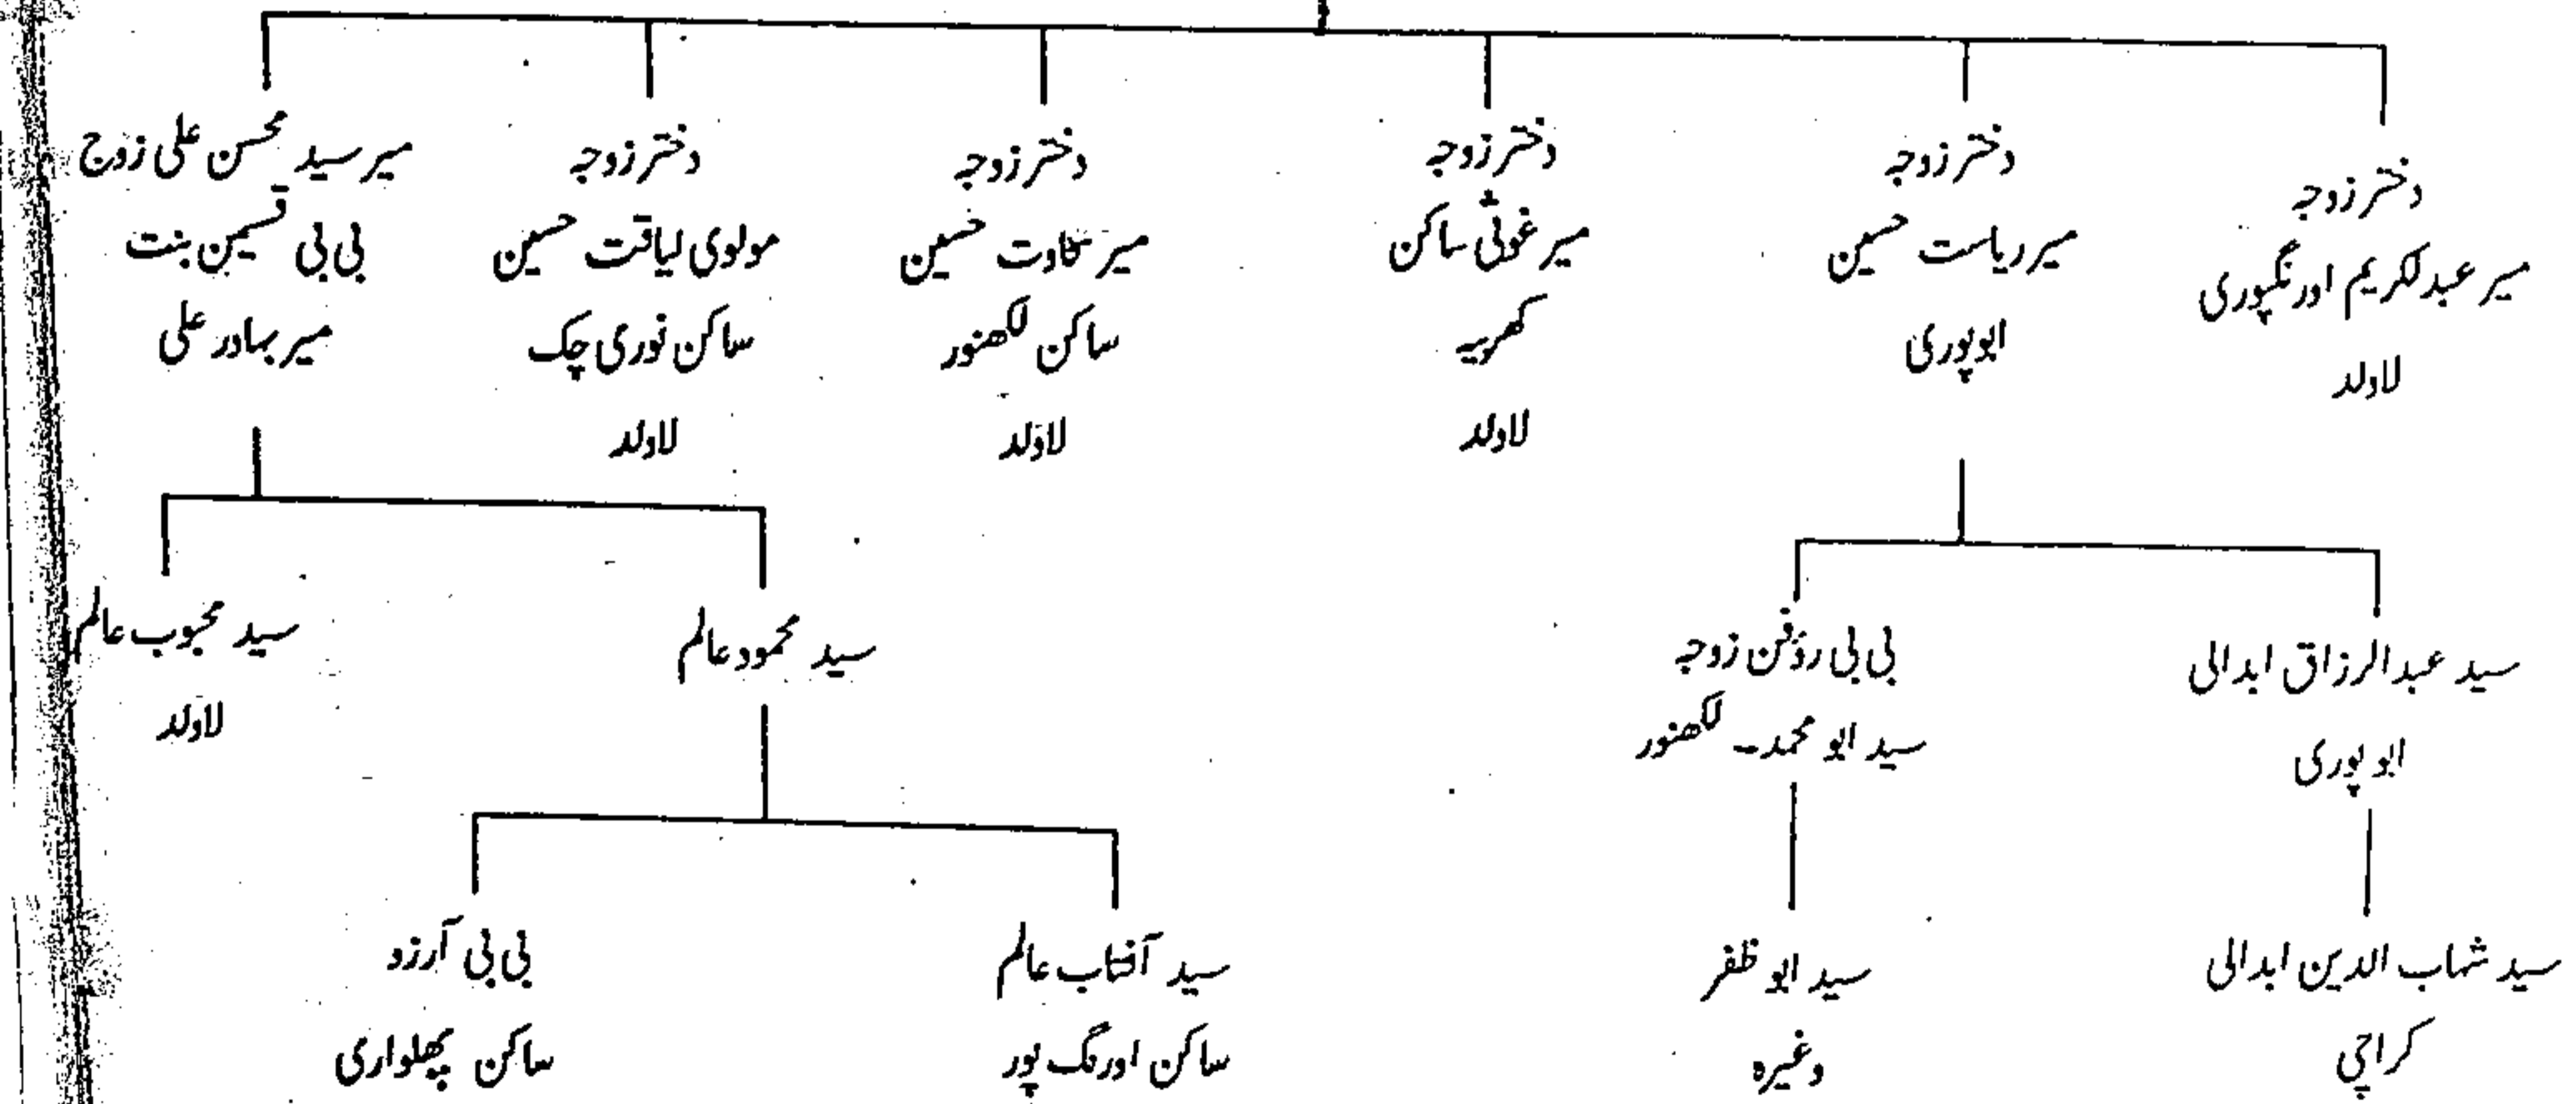 دختر زوجہ
میر عبدلکریم اورنگپوری
لاولد
دختر زوجہ
میر ریاست حسین
ابوپوری
دختر زوجہ
میر غوثی ساکن
کھرہیہ
لاولد
دختر زوجہ
میر سخاوت حسین
ساکن لکھنور
لاولد
دختر زوجہ
مولوی لیاقت حسین
ساکن نوری چک
لاولد
میر سید محسن علی زوج
بی بی بنت
میر بہادر علی
سید عبدالرزاق ابدالی
ابو پوری
بی بی رؤفن زوجہ
سید ابو محمد۔ لکھنور
سید محمود عالم
سید محبوب عالم
لاولد
سید شہاب الدین ابدالی
کراچی
سید ابو ظفر
وغیرہ
سید آفتاب عالم
ساکن اورنگ پور
بی بی آرزو
ساکن پھلواری